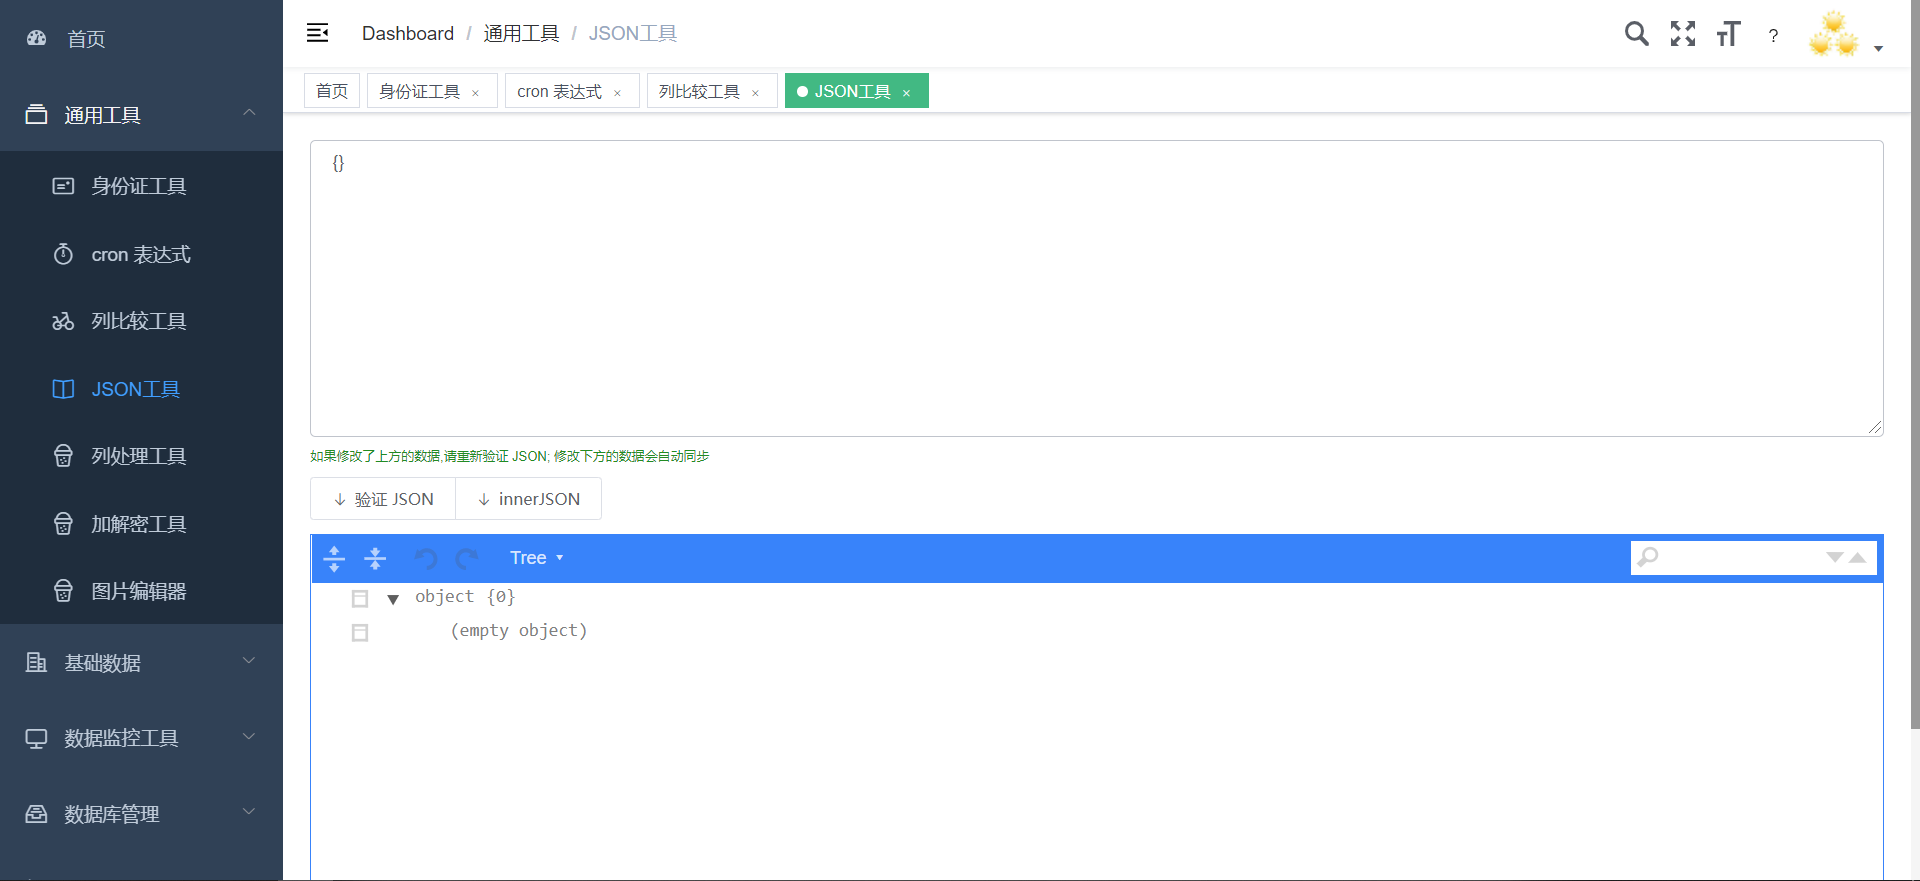 首页
通用工具
身份证工具
cron 表达式
列比较工具
JSON工具
列处理工具
加解密工具
图片编辑器
基础数据
数据监控工具
数据库管理
Dashboard / 通用工具 / JSON工具
?
首页 身份证工具 × cron 表达式 × 列比较工具 × JSON工具 ×
{}
如果修改了上方的数据,请重新验证 JSON; 修改下方的数据会自动同步
验证 JSON innerJSON
Tree
object {0}
(empty object)